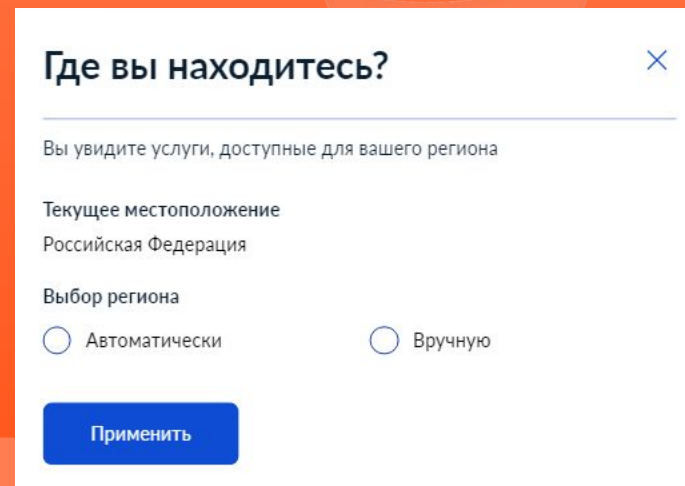 Где вы находитесь?
Вы увидите услуги, доступные для вашего региона
Текущее местоположение
Российская Федерация
Выбор региона
Автоматически Вручную
Применить